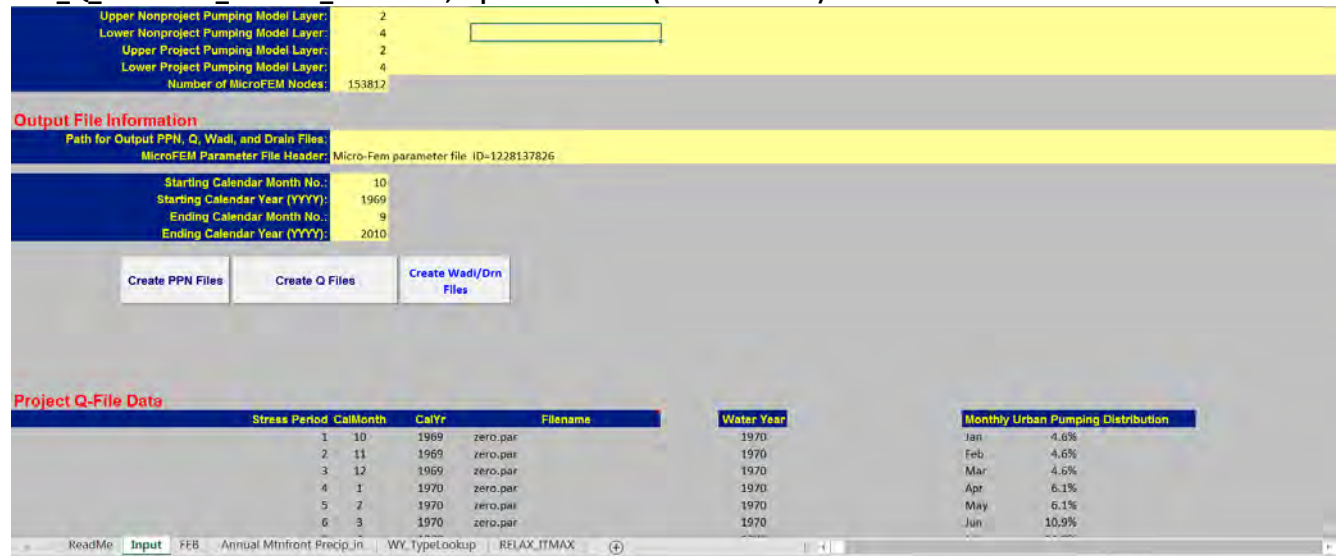 Upper Nonproject Pumping Model Layer: 2
Lower Nonproject Pumping Model Layer: 4
Upper Project Pumping Model Layer: 2
Lower Project Pumping Model Layer: 4
Number of MicroFEM Nodes: 153812
Output File Information
Path for Output PPN, Q, Wadi, and Drain Files:
MicroFEM Parameter File Header: Micro-Fem parameter file ID=1228137826
Starting Calendar Month No.: 10
Starting Calendar Year (YYYY): 1969
Ending Calendar Month No.: 9
Ending Calendar Year (YYYY): 2010
Create PPN Files Create Q Files Create Wadi/Drn Files
Project Q-File Data
Stress Period CalMonth CalYr Filename Water Year Monthly Urban Pumping Distribution
1 10 1969 zero.par 1970 Jan 4.6%
2 11 1969 zero.par 1970 Feb 4.6%
3 12 1969 zero.par 1970 Mar 4.6%
4 1 1970 zero.par 1970 Apr 6.1%
5 2 1970 zero.par 1970 May 6.1%
6 3 1970 zero.par 1970 Jun 10.9%
ReadMe Input FEB Annual Mtnfront Precip_in WY_TypeLookup RELAX_ITMAX